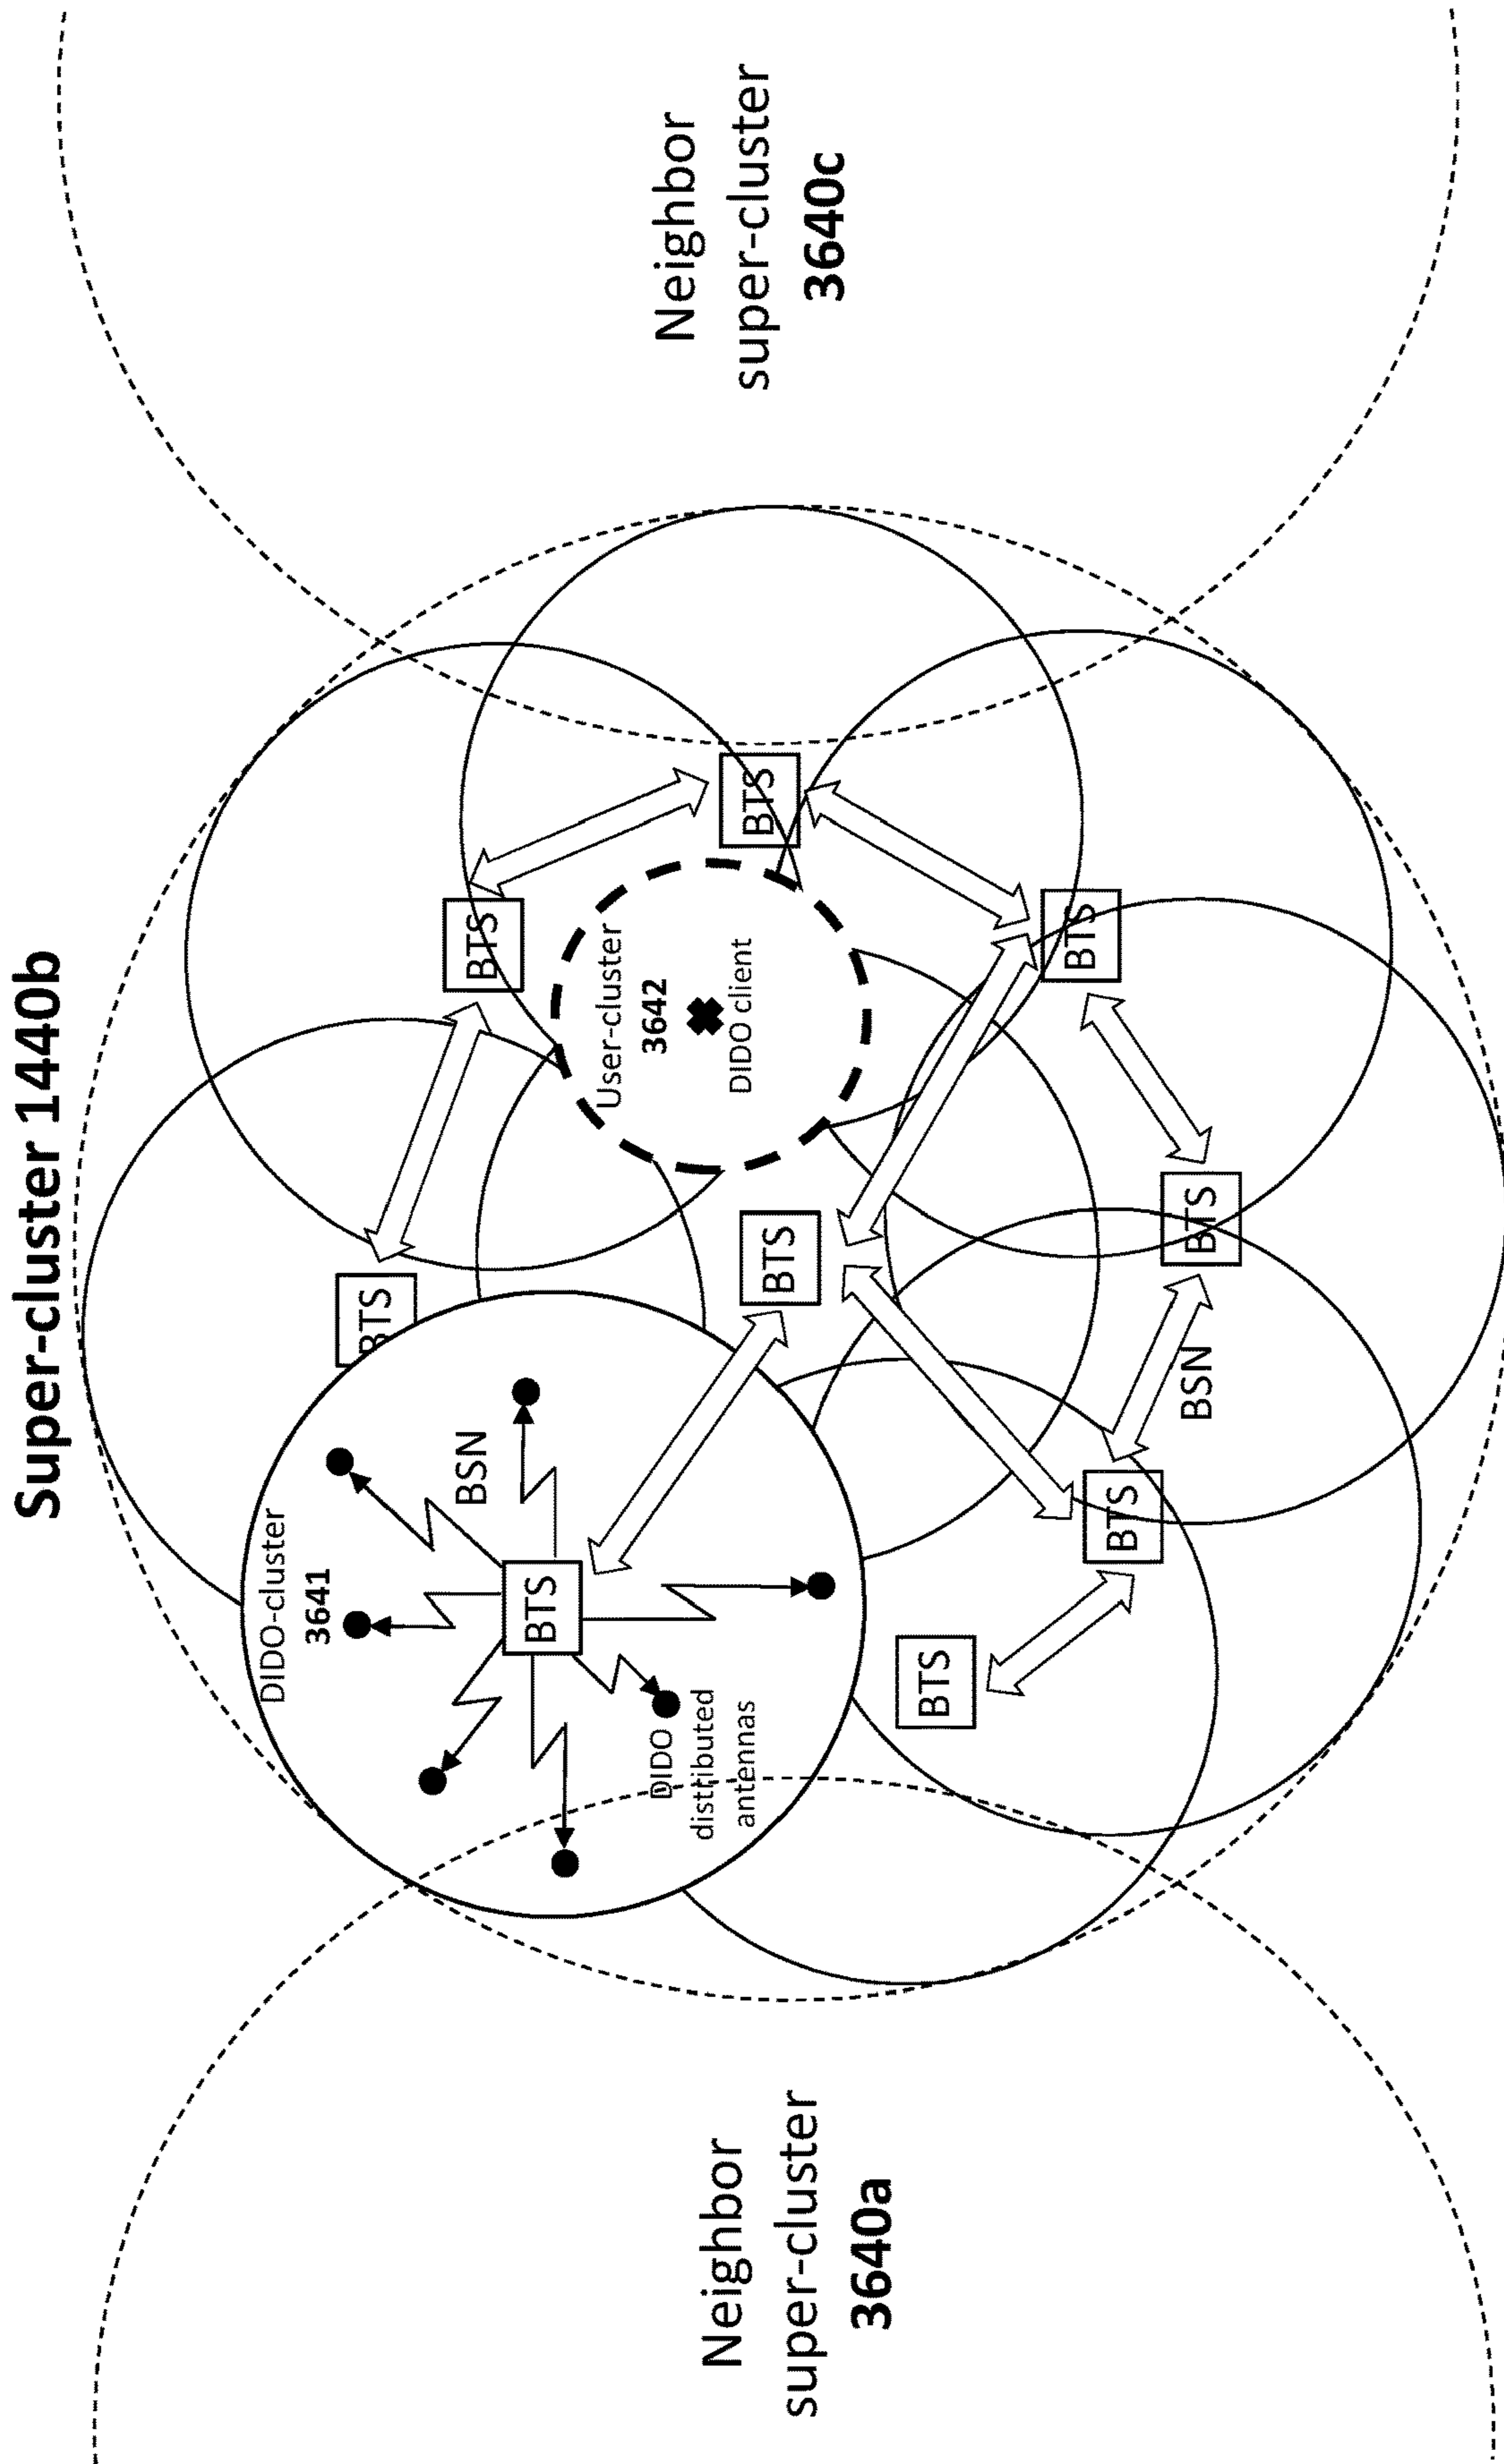 Super-cluster 1440b
DIDO-cluster
3641
BTS
BSN
BTS
BTS
User-cluster
3642
DIDO client
DIDO
distributed
antennas
Neighbor
super-cluster
3640a
Neighbor
super-cluster
3640c
BTS
BTS
BTS
BTS
BTS
BSN
BTS